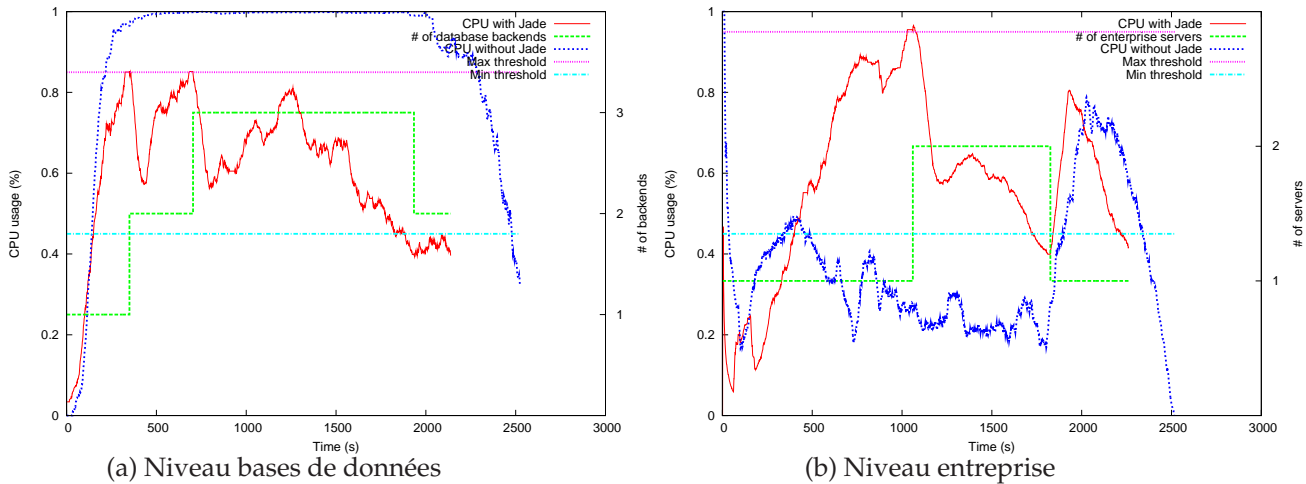 CPU with Jade
# of database backends
CPU without Jade
Max threshold
Min threshold
1
0.8
0.6
0.4
0.2
0
CPU usage (%)
3
2
1
# of backends
0 500 1000 1500 2000 2500 3000
Time (s)
(a) Niveau bases de données
CPU with Jade
# of enterprise servers
CPU without Jade
Max threshold
Min threshold
1
0.8
0.6
0.4
0.2
0
CPU usage (%)
2
1
# of servers
0 500 1000 1500 2000 2500 3000
Time (s)
(b) Niveau entreprise